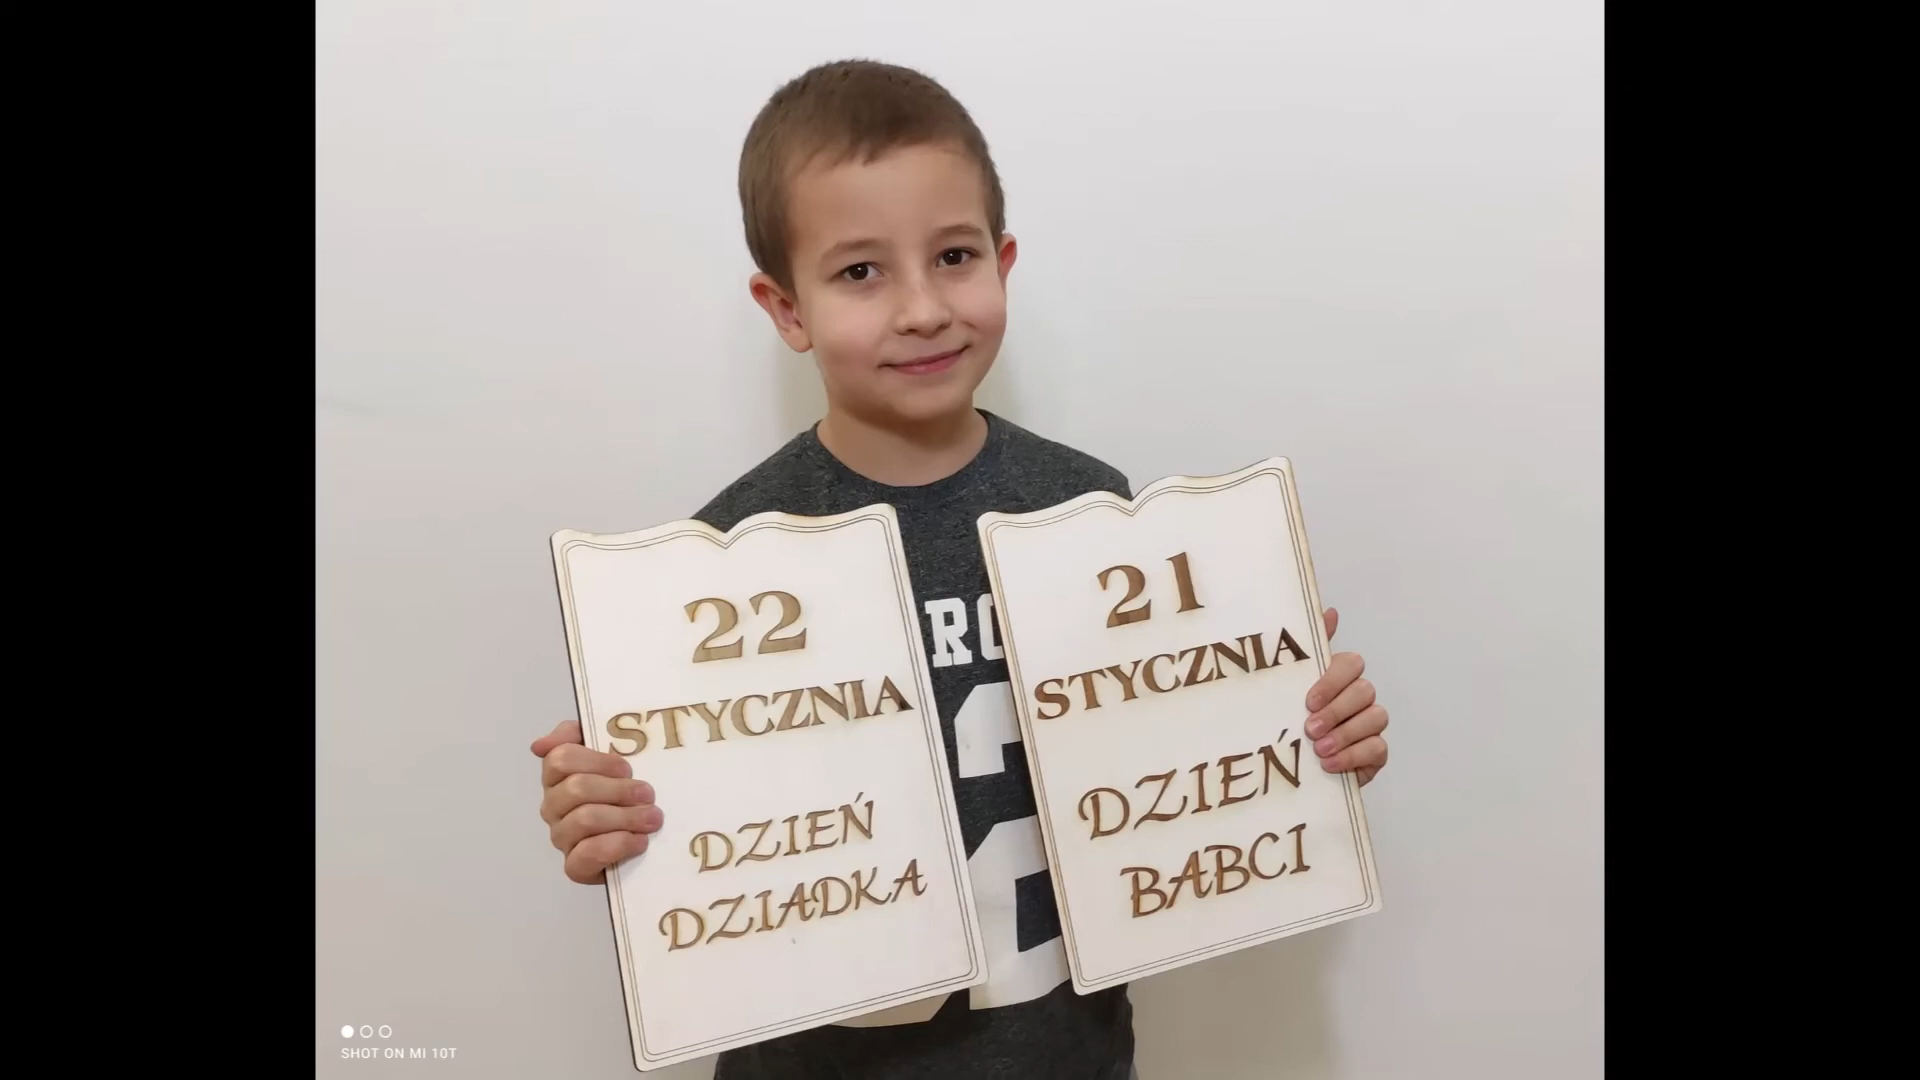 22
STYCZNIA
DZIEŃ
DZIADKA
21
STYCZNIA
DZIEŃ
BABCI
SHOT ON MI 10T